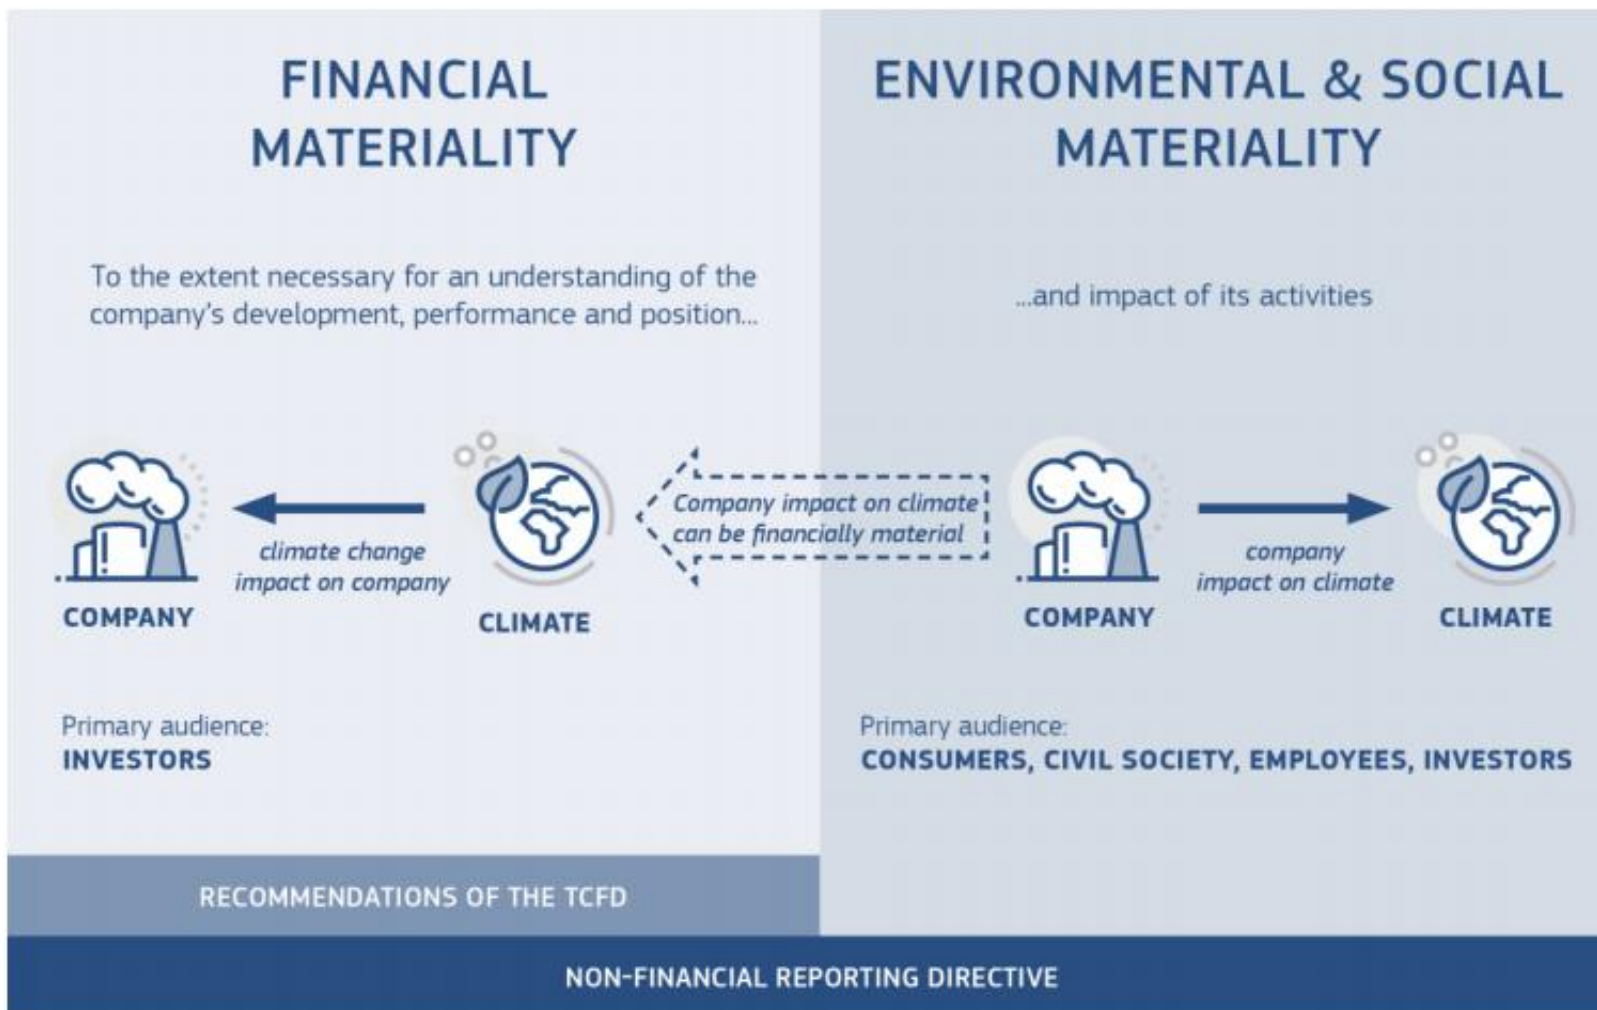 FINANCIAL
MATERIALITY
To the extent necessary for an understanding of the
company's development, performance and position...
climate change
impact on company
COMPANY
CLIMATE
Primary audience:
INVESTORS
RECOMMENDATIONS OF THE TCFD
Company impact on climate
can be financially material
ENVIRONMENTAL & SOCIAL
MATERIALITY
...and impact of its activities
company
impact on climate
COMPANY
CLIMATE
Primary audience:
CONSUMERS, CIVIL SOCIETY, EMPLOYEES, INVESTORS
NON-FINANCIAL REPORTING DIRECTIVE